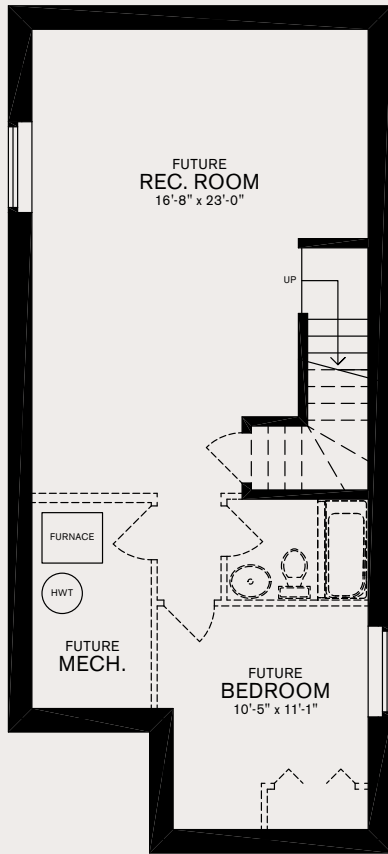 FUTURE
REC. ROOM
16'-8" x 23'-0"
UP
FURNACE
HWT
FUTURE
MECH.
FUTURE
BEDROOM
10'-5" x 11'-1"